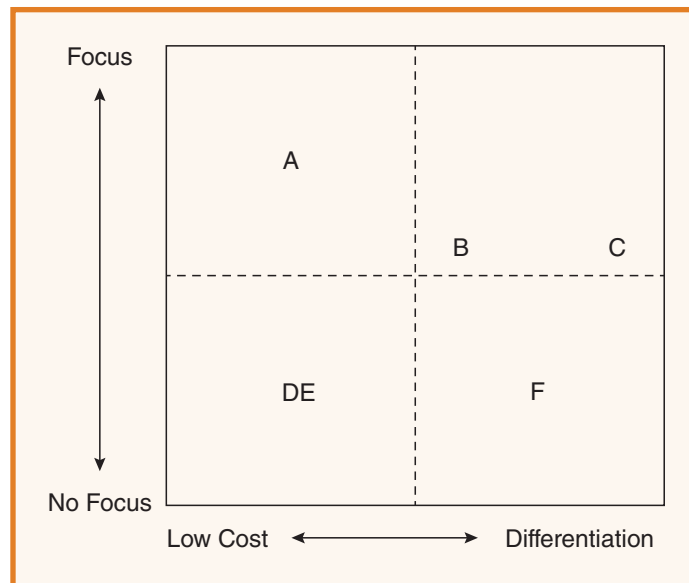 Focus
A
B C
DE F
No Focus
Low Cost Differentiation